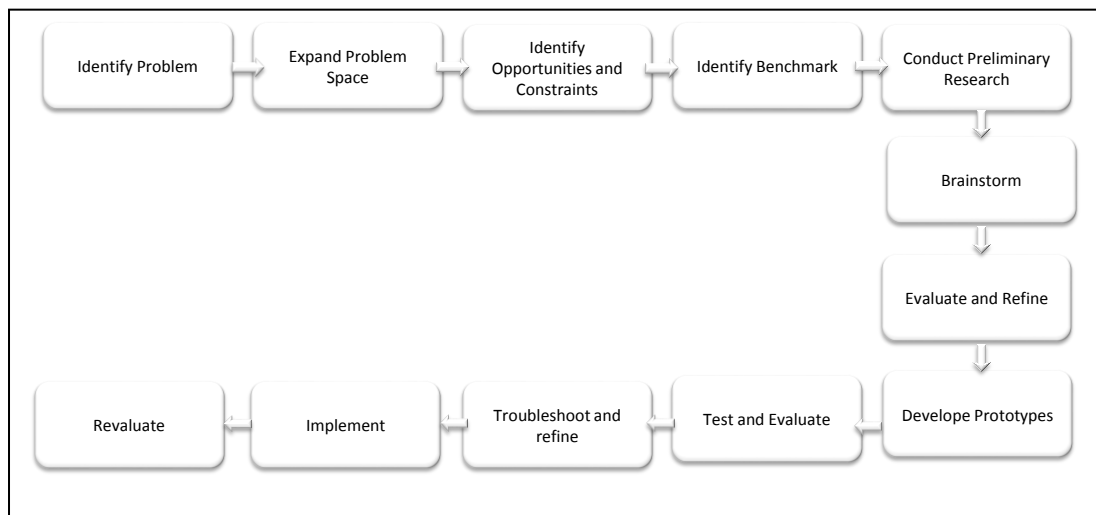 Identify Problem
Expand Problem
Space
Identify
Opportunities and
Constraints
Identify Benchmark
Conduct Preliminary
Research
Brainstorm
Evaluate and Refine
Develope Prototypes
Test and Evaluate
Troubleshoot and
refine
Implement
Revaluate